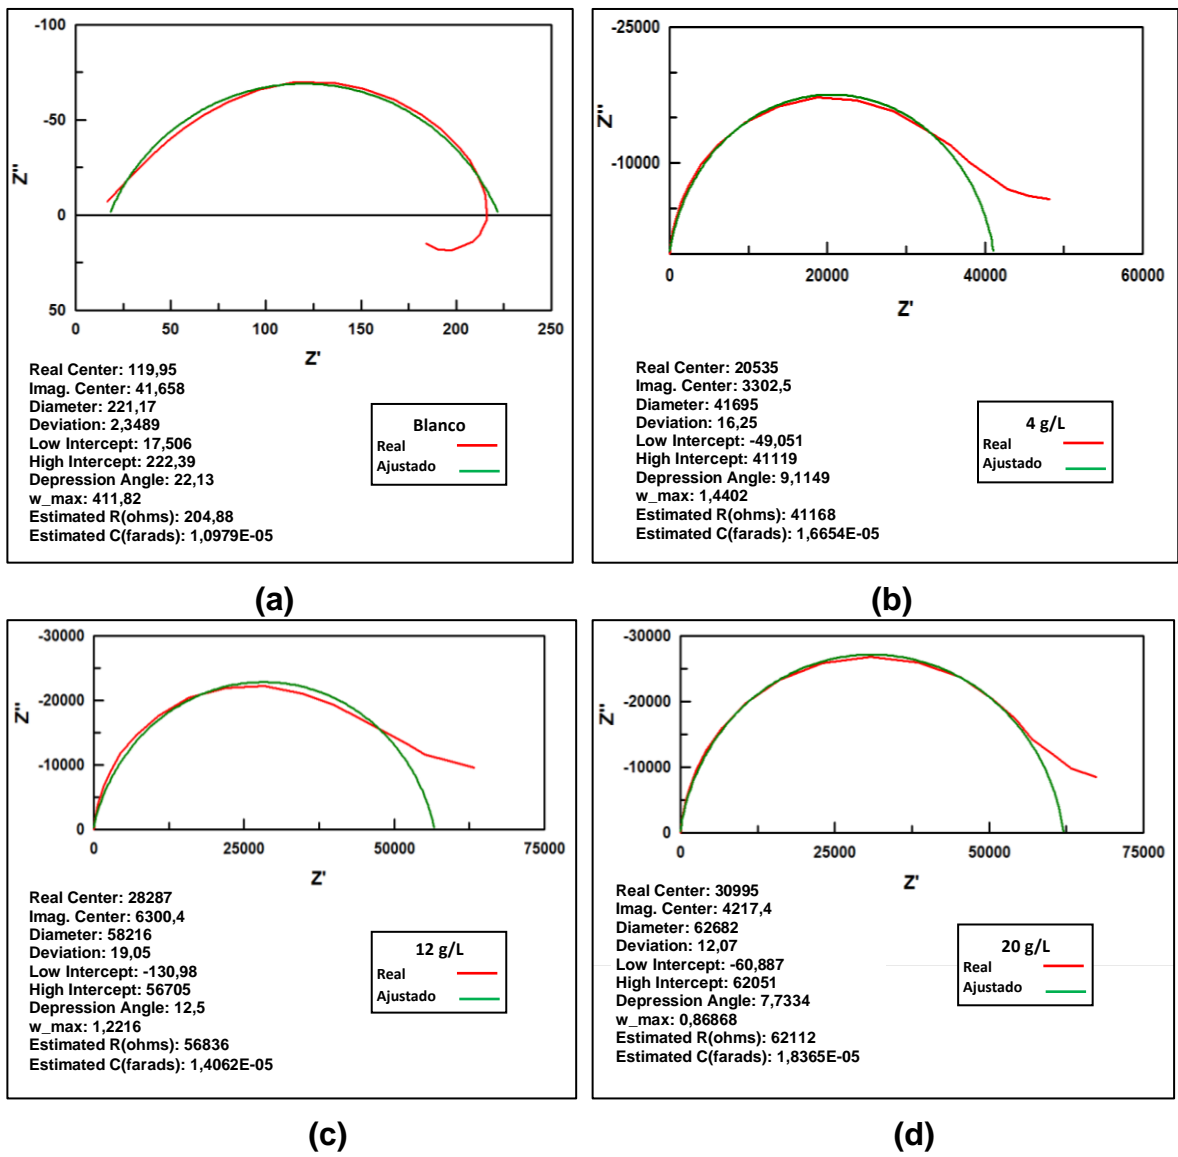 -100
-50
0
50
Z''
0
50
100
150
200
250
Z'
Real Center: 119,95
Imag. Center: 41,658
Diameter: 221,17
Deviation: 2,3489
Low Intercept: 17,506
High Intercept: 222,39
Depression Angle: 22,13
w_max: 411,82
Estimated R(ohms): 204,88
Estimated C(farads): 1,0979E-05
Blanco
Real
Ajustado
(a)
-25000
-10000
Z''
0
20000
40000
60000
Z'
Real Center: 20535
Imag. Center: 3302,5
Diameter: 41695
Deviation: 16,25
Low Intercept: -49,051
High Intercept: 41119
Depression Angle: 9,1149
w_max: 1,4402
Estimated R(ohms): 41168
Estimated C(farads): 1,6654E-05
4 g/L
Real
Ajustado
(b)
-30000
-20000
-10000
0
Z''
0
25000
50000
75000
Z'
Real Center: 28287
Imag. Center: 6300,4
Diameter: 58216
Deviation: 19,05
Low Intercept: -130,98
High Intercept: 56705
Depression Angle: 12,5
w_max: 1,2216
Estimated R(ohms): 56836
Estimated C(farads): 1,4062E-05
12 g/L
Real
Ajustado
(c)
-30000
-20000
-10000
0
Z''
0
25000
50000
75000
Z'
Real Center: 30995
Imag. Center: 4217,4
Diameter: 62682
Deviation: 12,07
Low Intercept: -60,887
High Intercept: 62051
Depression Angle: 7,7334
w_max: 0,86868
Estimated R(ohms): 62112
Estimated C(farads): 1,8365E-05
20 g/L
Real
Ajustado
(d)